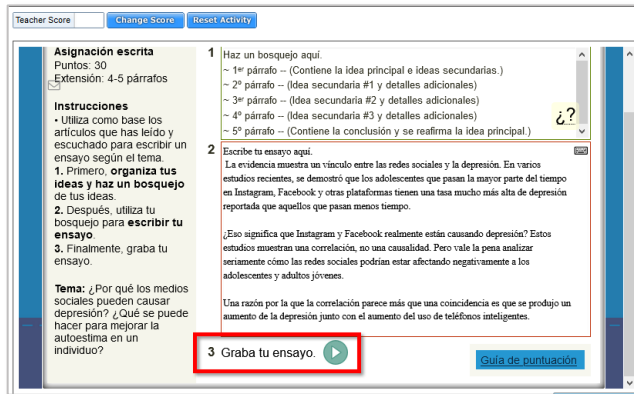 Teacher Score
Change Score
Reset Activity
Asignación escrita
Puntos: 30
Extensión: 4-5 párrafos
Instrucciones
• Utiliza como base los
artículos que has leído y
escuchado para escribir un
ensayo según el tema.
1. Primero, organiza tus
ideas y haz un bosquejo
de tus ideas.
2. Después, utiliza tu
bosquejo para escribir tu
ensayo.
3. Finalmente, graba tu
ensayo.
Tema: ¿Por qué los medios
sociales pueden causar
depresión? ¿Qué se puede
hacer para mejorar la
autoestima en un
individuo?
1 Haz un bosquejo aquí.
~ 1er párrafo -- (Contiene la idea principal e ideas secundarias.)
~ 2º párrafo -- (Idea secundaria #1 y detalles adicionales)
~ 3er párrafo -- (Idea secundaria #2 y detalles adicionales)
~ 4º párrafo -- (Idea secundaria #3 y detalles adicionales)
~ 5º párrafo -- (Contiene la conclusión y se reafirma la idea principal.)
¿?
2 Escribe tu ensayo aquí.
La evidencia muestra un vínculo entre las redes sociales y la depresión. En varios
estudios recientes, se demostró que los adolescentes que pasan la mayor parte del tiempo
en Instagram, Facebook y otras plataformas tienen una tasa mucho más alta de depresión
reportada que aquellos que pasan menos tiempo.
¿Eso significa que Instagram y Facebook realmente están causando depresión? Estos
estudios muestran una correlación, no una causalidad. Pero vale la pena analizar
seriamente cómo las redes sociales podrían estar afectando negativamente a los
adolescentes y adultos jóvenes.
Una razón por la que la correlación parece más que una coincidencia es que se produjo un
aumento de la depresión junto con el aumento del uso de teléfonos inteligentes.
3 Graba tu ensayo.
Guía de puntuación